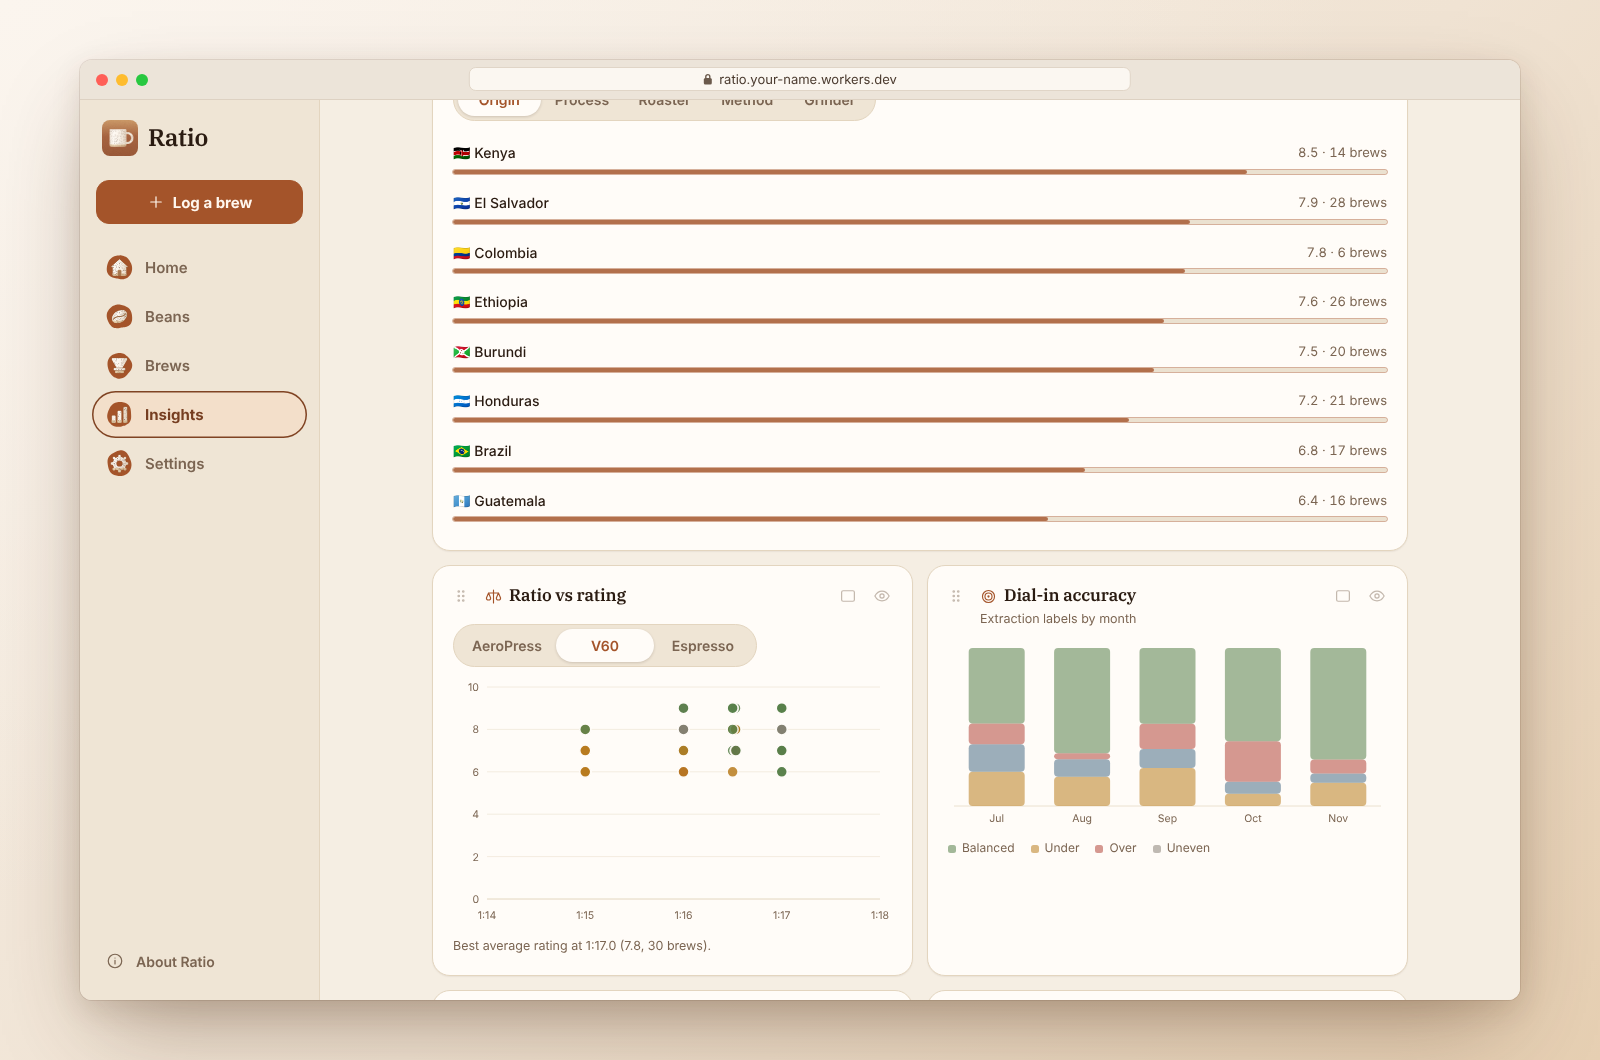 ratio.your-name.workers.dev
Ratio
Log a brew
Home
Beans
Brews
Insights
Settings
About Ratio
Origin Process Roaster Method Grinder
Kenya 8.5 · 14 brews
El Salvador 7.9 · 28 brews
Colombia 7.8 · 6 brews
Ethiopia 7.6 · 26 brews
Burundi 7.5 · 20 brews
Honduras 7.2 · 21 brews
Brazil 6.8 · 17 brews
Guatemala 6.4 · 16 brews
Ratio vs rating
AeroPress V60 Espresso
10
8
6
4
2
0
1:14 1:15 1:16 1:17 1:18
Best average rating at 1:17.0 (7.8, 30 brews).
Dial-in accuracy
Extraction labels by month
Jul Aug Sep Oct Nov
Balanced Under Over Uneven